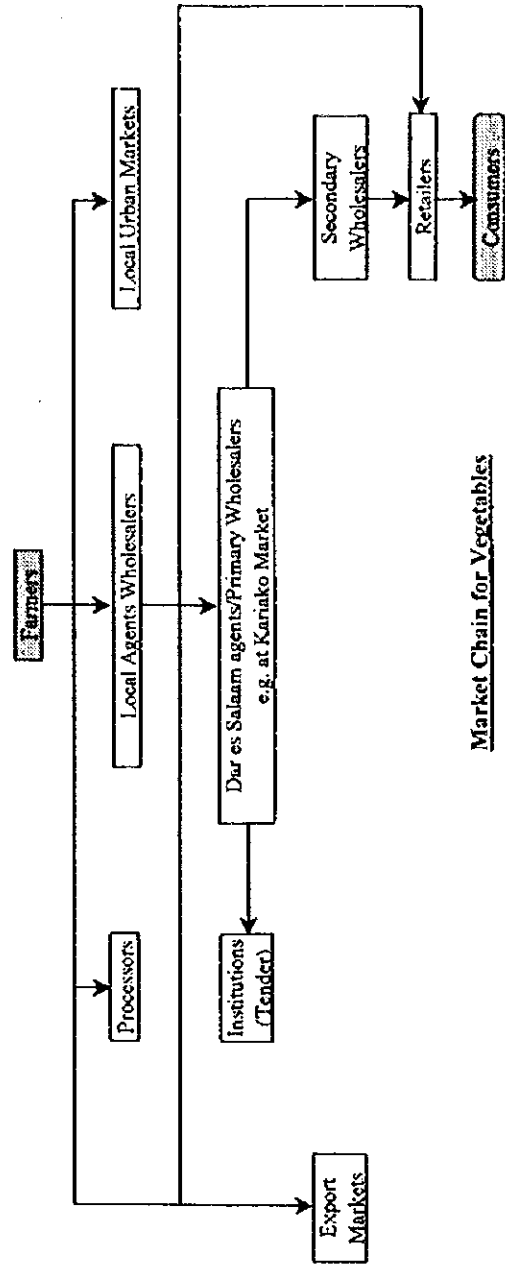 Farmers
Processors
Local Agents Wholesalers
Local Urban Markets
Export
Markets
Institutions
(Tender)
Dar es Salaam agents/Primary Wholesalers
e.g. at Kariako Market
Secondary
Wholesalers
Retailers
Consumers
Market Chain for Vegetables